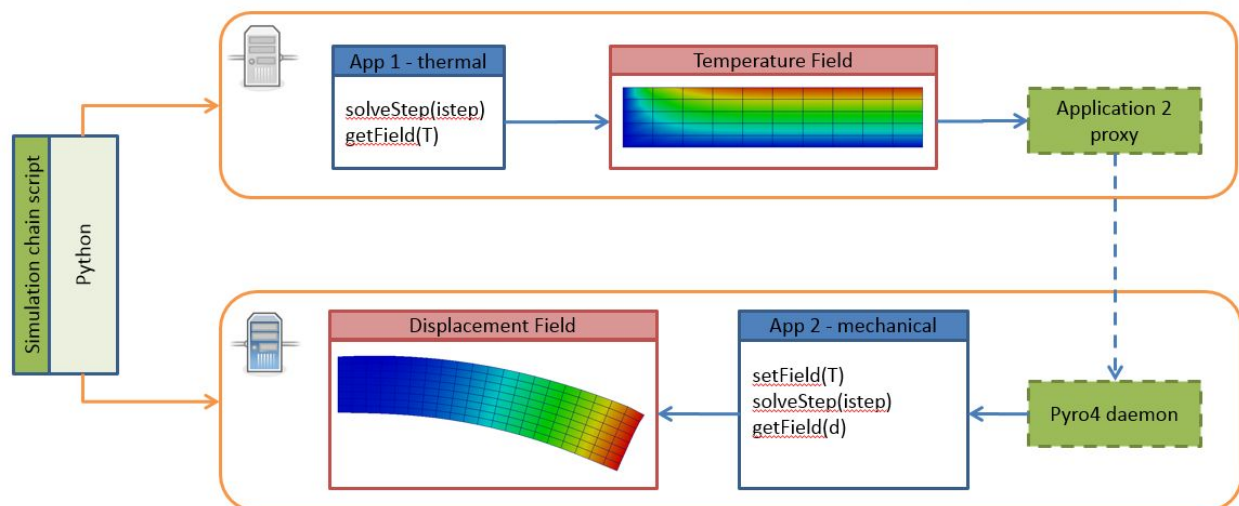 Simulation chain script
Python
App 1 - thermal
solveStep(istep)
getField(T)
Temperature Field
Application 2
proxy
Displacement Field
App 2 - mechanical
setField(T)
solveStep(istep)
getField(d)
Pyro4 daemon